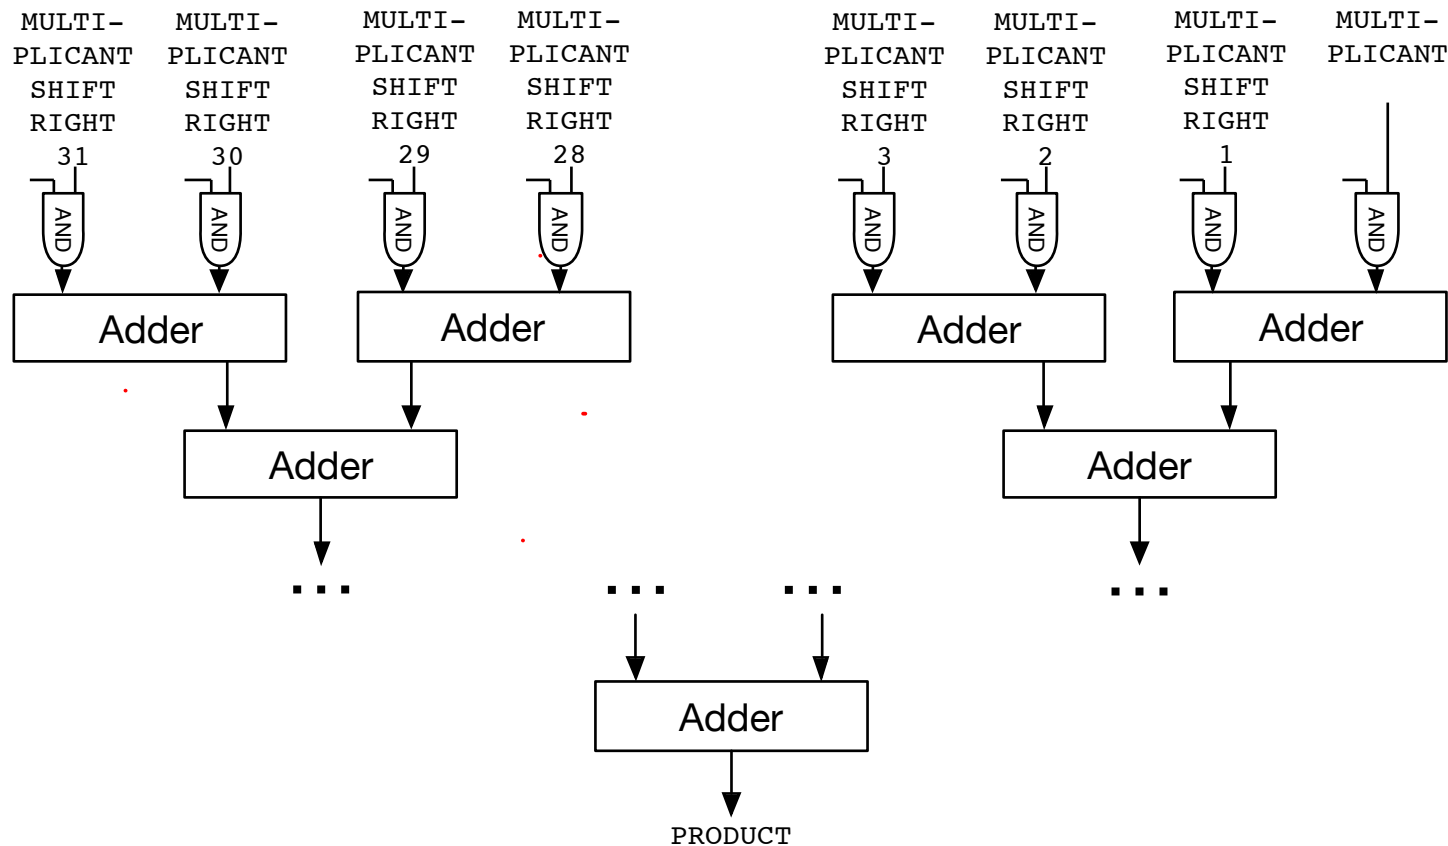 MULTI-
PLICANT
SHIFT
RIGHT
31
MULTI-
PLICANT
SHIFT
RIGHT
30
MULTI-
PLICANT
SHIFT
RIGHT
29
MULTI-
PLICANT
SHIFT
RIGHT
28
MULTI-
PLICANT
SHIFT
RIGHT
3
MULTI-
PLICANT
SHIFT
RIGHT
2
MULTI-
PLICANT
SHIFT
RIGHT
1
MULTI-
PLICANT
AND
AND
AND
AND
AND
AND
AND
AND
Adder
Adder
Adder
Adder
Adder
Adder
...
...
...
...
Adder
PRODUCT